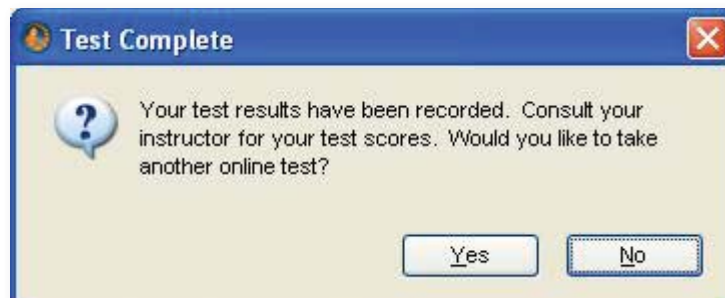 Test Complete
Your test results have been recorded. Consult your
instructor for your test scores. Would you like to take
another online test?
Yes No